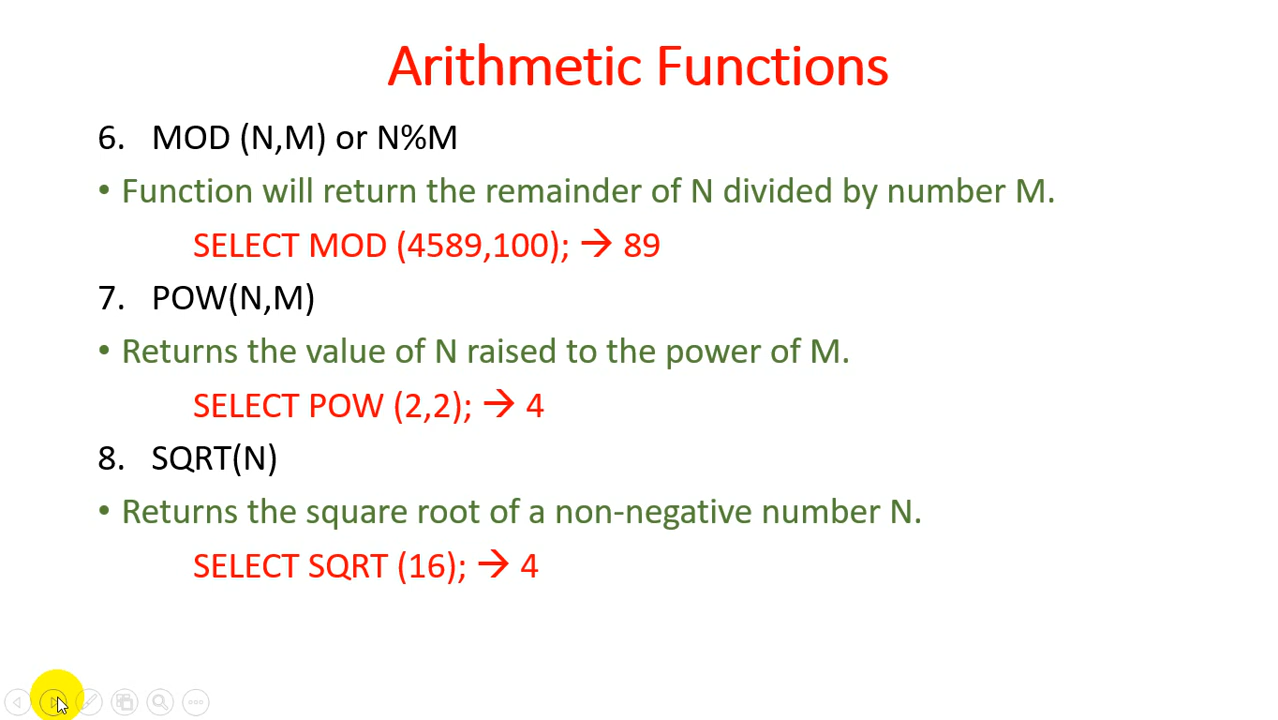 Arithmetic Functions
6. MOD (N,M) or N%M
• Function will return the remainder of N divided by number M.
SELECT MOD (4589,100); → 89
7. POW(N,M)
• Returns the value of N raised to the power of M.
SELECT POW (2,2); → 4
8. SQRT(N)
• Returns the square root of a non-negative number N.
SELECT SQRT (16); → 4